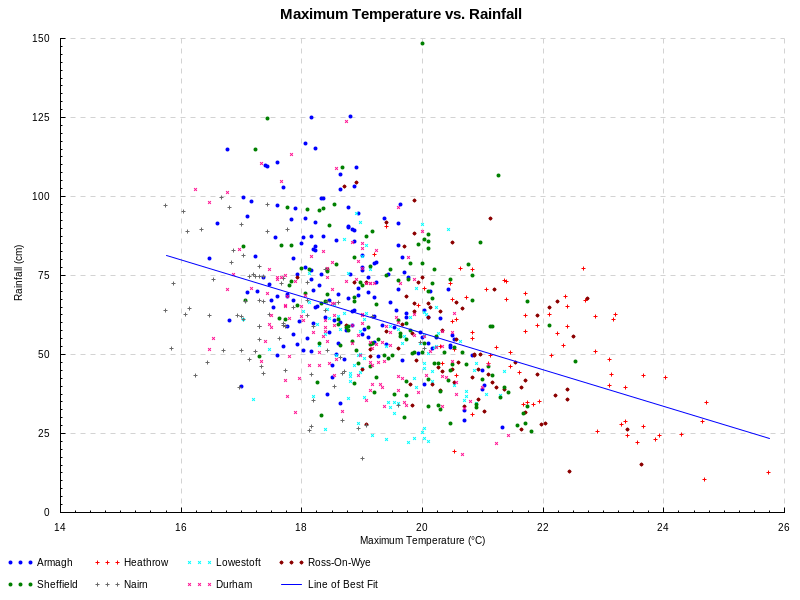 Maximum Temperature vs. Rainfall
150
125
100
75
50
25
0
Rainfall (cm)
14 16 18 20 22 24 26
Maximum Temperature (°C)
Armagh Heathrow Lowestoft Ross-On-Wye
Sheffield Nairn Durham Line of Best Fit